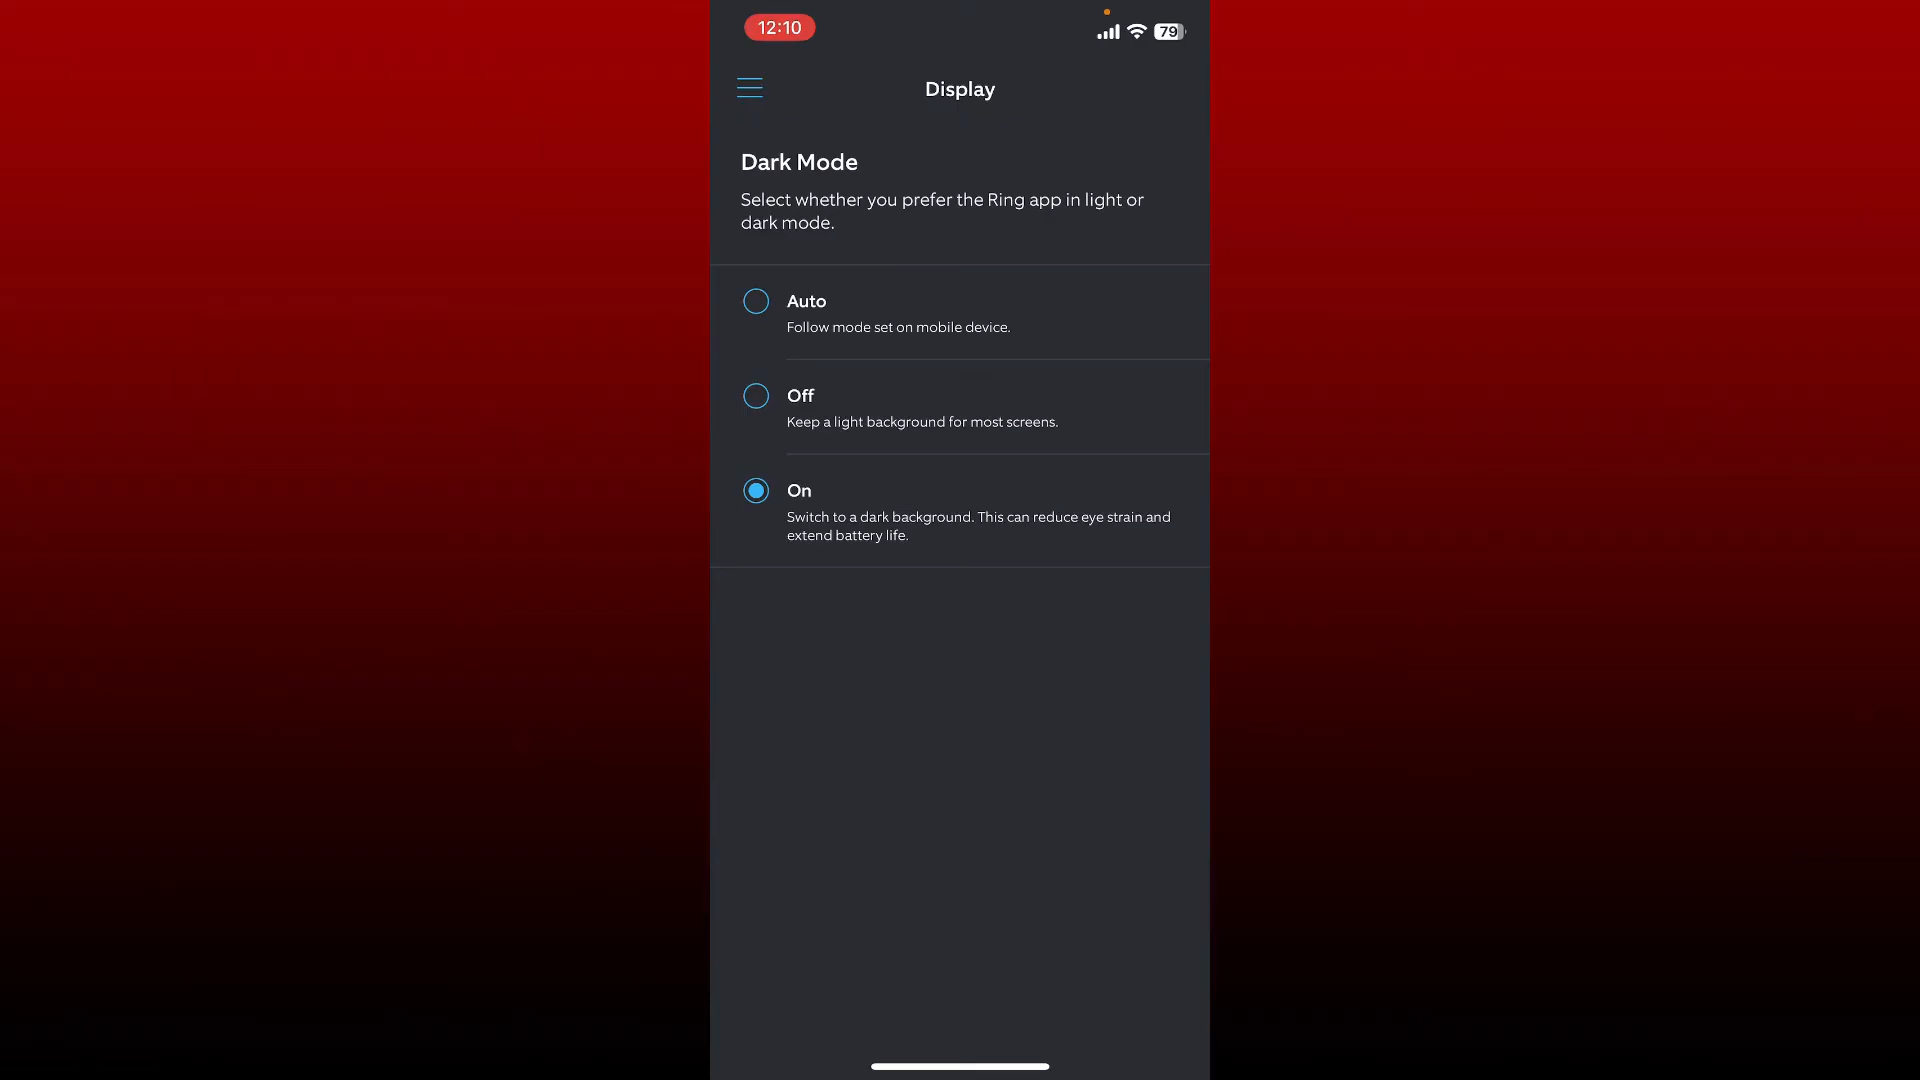 12:10
79
Display
Dark Mode
Select whether you prefer the Ring app in light or
dark mode.
Auto
Follow mode set on mobile device.
Off
Keep a light background for most screens.
On
Switch to a dark background. This can reduce eye strain and
extend battery life.